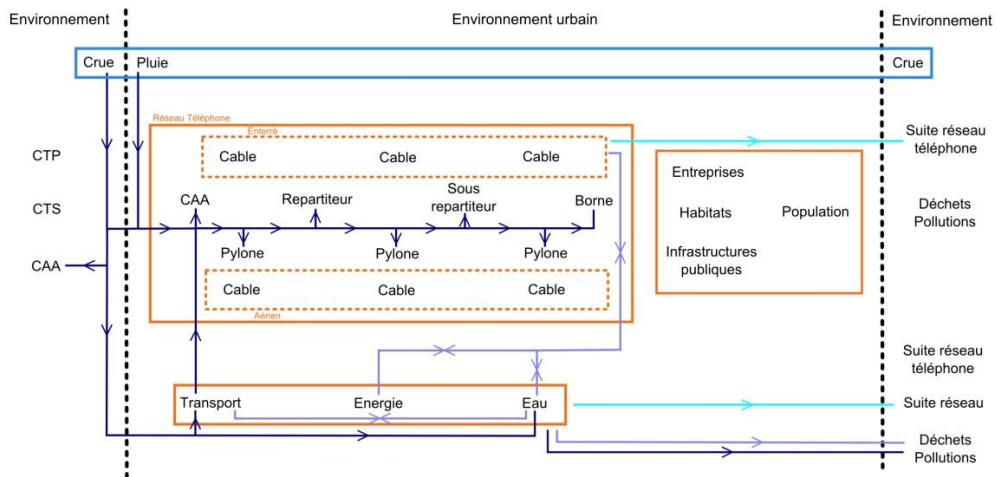 Environnement
Environnement urbain
Environnement
Crue
Pluie
Crue
Réseau Téléphone
Enterré
Cable
Cable
Cable
Suite réseau
téléphone
CTP
CTS
CAA
CAA
Repartiteur
Sous
repartiteur
Borne
Pylone
Pylone
Pylone
Cable
Cable
Cable
Aérien
Entreprises
Habitats
Population
Infrastructures
publiques
Déchets
Pollutions
Suite réseau
téléphone
Transport
Energie
Eau
Suite réseau
Déchets
Pollutions